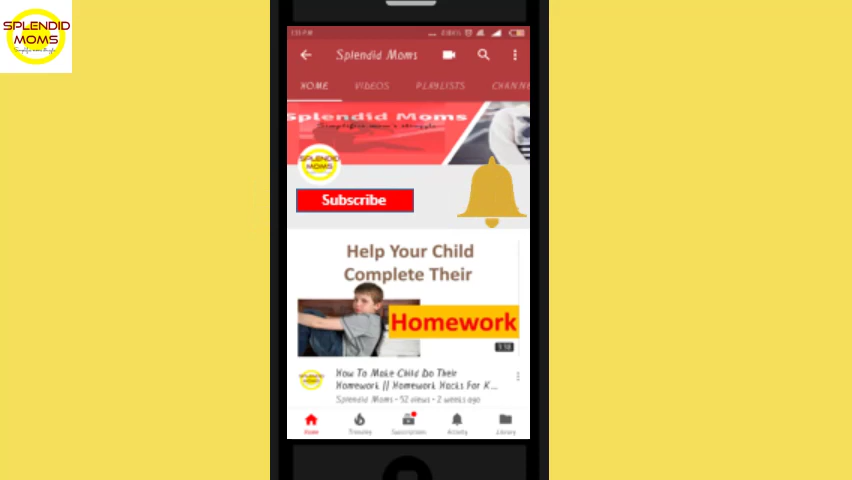 SPLENDID
MOMS
Splendid Moms
HOME VIDEOS PLAYLISTS
Splendid Moms
SPLENDID
MOMS
Subscribe
Help Your Child
Complete Their
Homework
How To Make Child Do Their
Homework || Homework Hacks For K...
Splendid Moms • 52 views • 2 weeks ago
Home Trending Subscriptions Activity Library